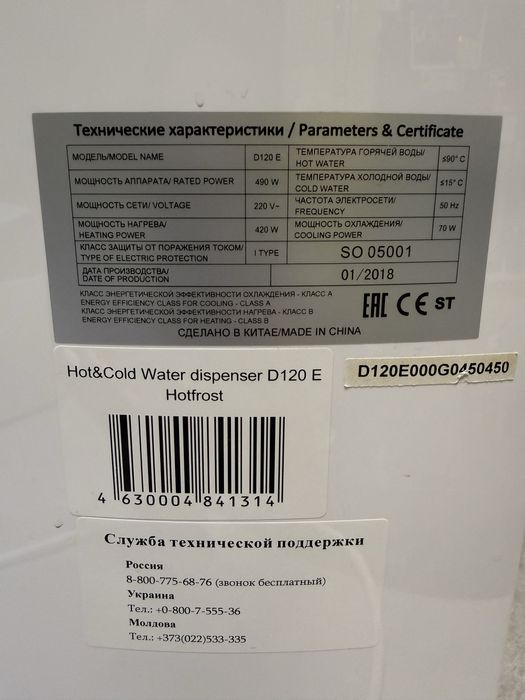 Технические характеристики / Parameters & Certificate
МОДЕЛЬ/MODEL NAME D120 E ТЕМПЕРАТУРА ГОРЯЧЕЙ ВОДЫ/ HOT WATER ≤90° C
МОЩНОСТЬ АППАРАТА/ RATED POWER 490 W ТЕМПЕРАТУРА ХОЛОДНОЙ ВОДЫ/ COLD WATER ≤15° C
МОЩНОСТЬ СЕТИ/ VOLTAGE 220 V~ ЧАСТОТА ЭЛЕКТРОСЕТИ/ FREQUENCY 50 Hz
МОЩНОСТЬ НАГРЕВА/ HEATING POWER 420 W МОЩНОСТЬ ОХЛАЖДЕНИЯ/ COOLING POWER 70 W
КЛАСС ЗАЩИТЫ ОТ ПОРАЖЕНИЯ ТОКОМ/ TYPE OF ELECTRIC PROTECTION I TYPE SO 05001
ДАТА ПРОИЗВОДСТВА/ DATE OF PRODUCTION 01/2018
КЛАСС ЭНЕРГЕТИЧЕСКОЙ ЭФФЕКТИВНОСТИ ОХЛАЖДЕНИЯ - КЛАСС А
ENERGY EFFICIENCY CLASS FOR COOLING - CLASS A
КЛАСС ЭНЕРГЕТИЧЕСКОЙ ЭФФЕКТИВНОСТИ НАГРЕВА - КЛАСС В
ENERGY EFFICIENCY CLASS FOR HEATING - CLASS B
EAC CE ST
СДЕЛАНО В КИТАЕ/MADE IN CHINA
Hot&Cold Water dispenser D120 E
Hotfrost
4 630004 841314
D120E000G0450450
Служба технической поддержки
Россия
8-800-775-68-76 (звонок бесплатный)
Украина
Тел.: +0-800-7-555-36
Молдова
Тел.: +373(022)533-335